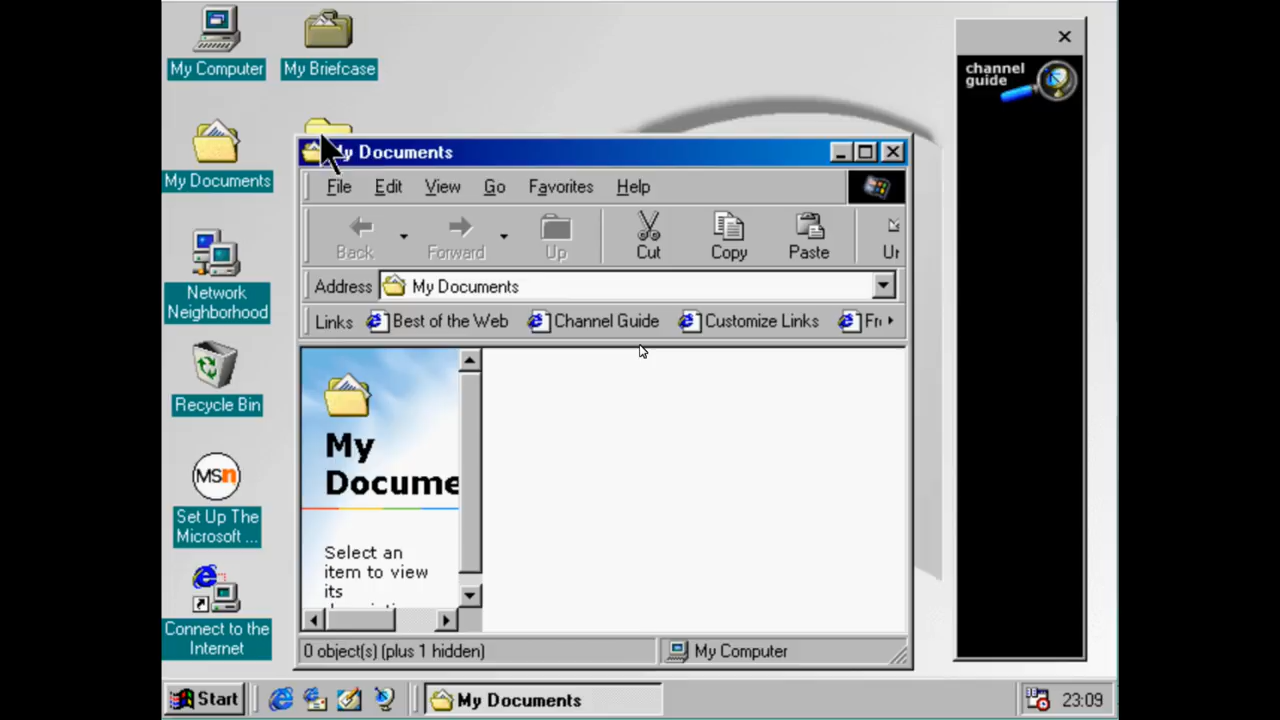 My Computer
My Briefcase
channel
guide
My Documents
My Documents
File Edit View Go Favorites Help
Back Forward Up Cut Copy Paste
Address My Documents
Links Best of the Web Channel Guide Customize Links
Network
Neighborhood
Recycle Bin
My
Docume
Select an
item to view
its
MSn
Set Up The
Microsoft ...
Connect to the
Internet
0 object(s) (plus 1 hidden) My Computer
Start My Documents 23:09